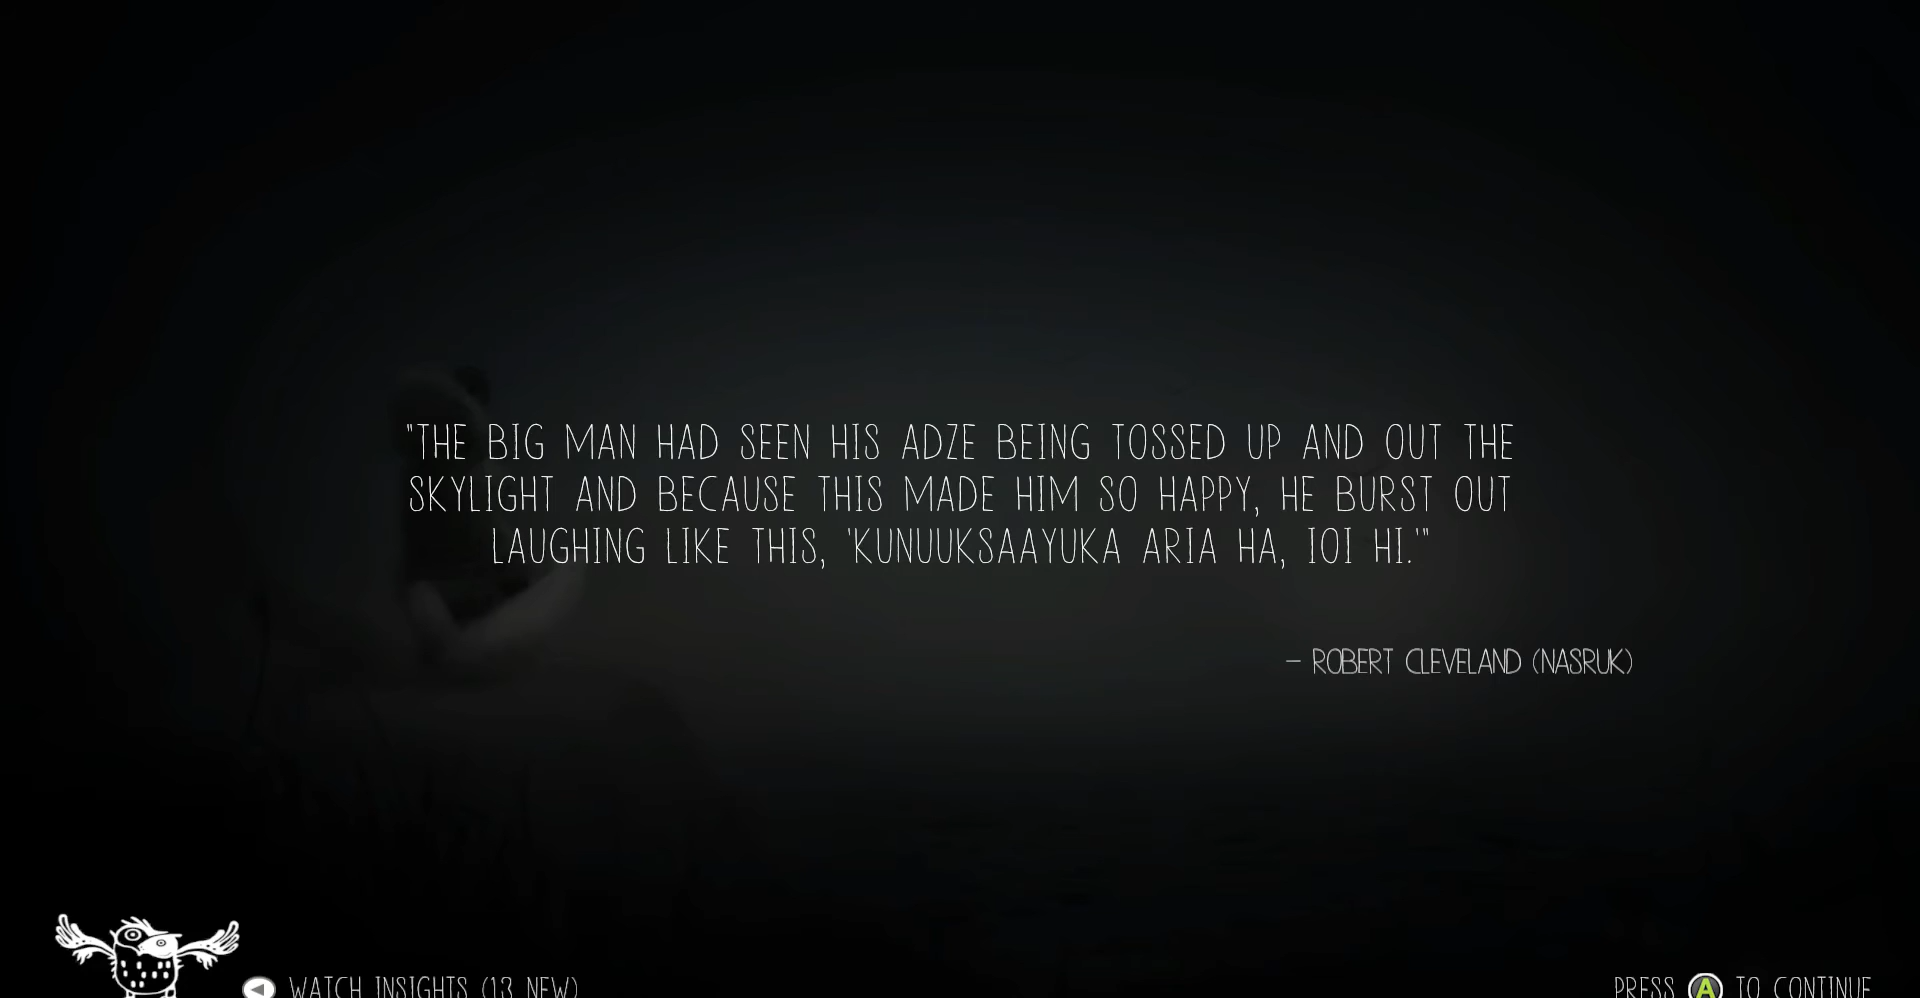 "THE BIG MAN HAD SEEN HIS ADZE BEING TOSSED UP AND OUT THE
SKYLIGHT AND BECAUSE THIS MADE HIM SO HAPPY, HE BURST OUT
LAUGHING LIKE THIS, 'KUNUUKSAAYUKA ARIA HA, IOI HI.'"
– ROBERT CLEVELAND (NASRUK)
WATCH INSIGHTS (13 NEW)
PRESS A TO CONTINUE